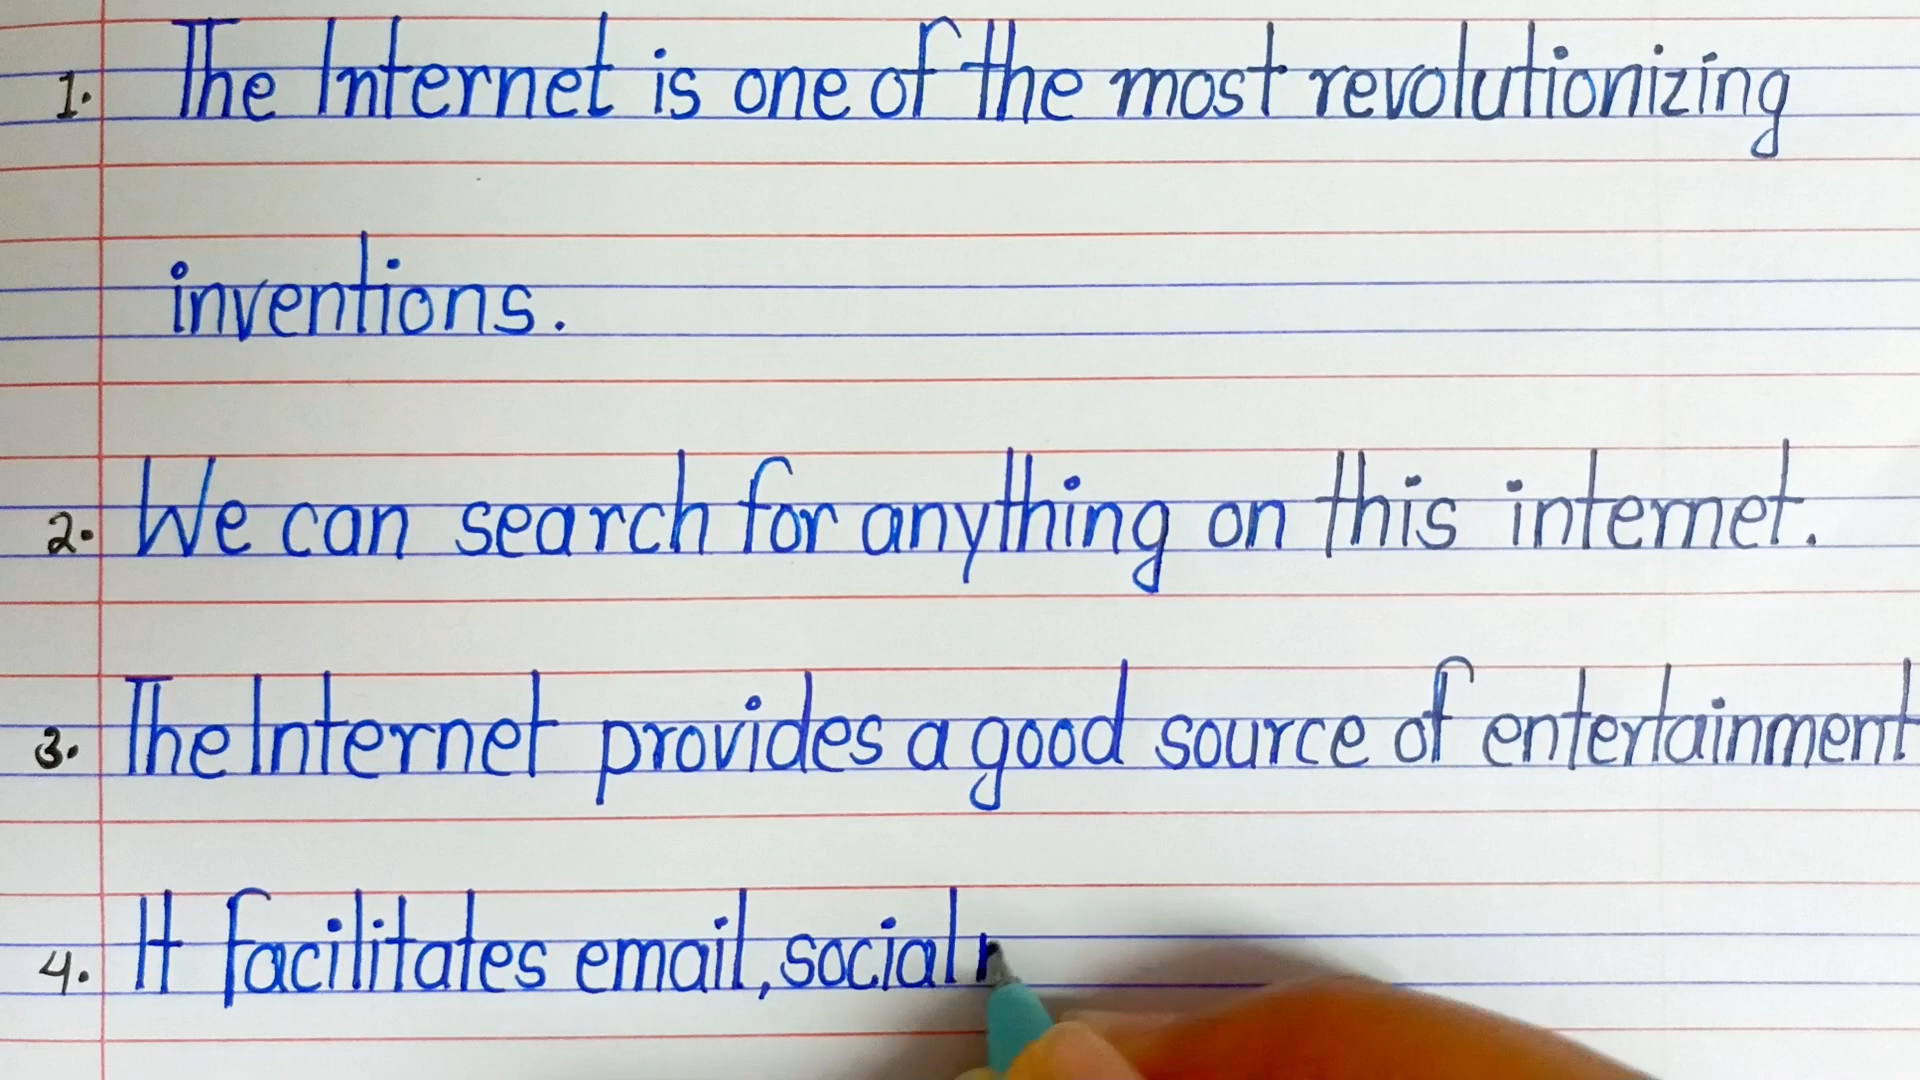 1. The Internet is one of the most revolutionizing
inventions.
2. We can search for anything on this internet.
3. The Internet provides a good source of entertainment
4. It facilitates email, social